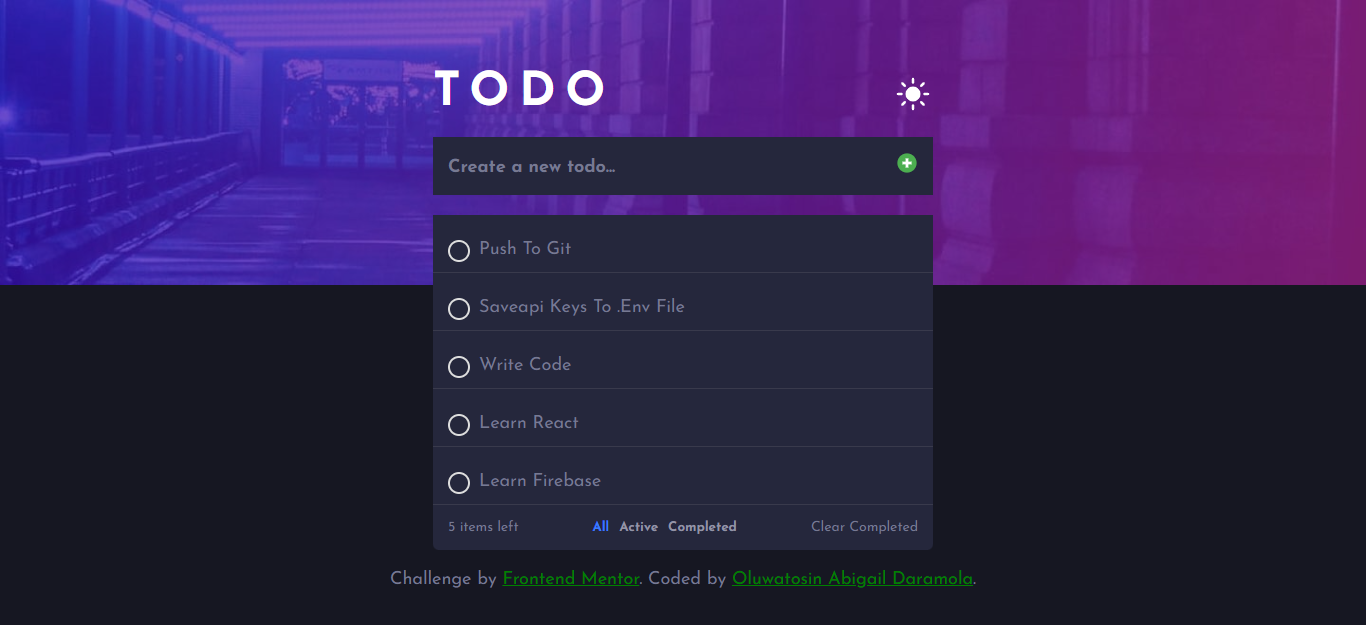 TODO
Create a new todo...
Push To Git
Saveapi Keys To .Env File
Write Code
Learn React
Learn Firebase
5 items left All Active Completed Clear Completed
Challenge by Frontend Mentor. Coded by Oluwatosin Abigail Daramola.